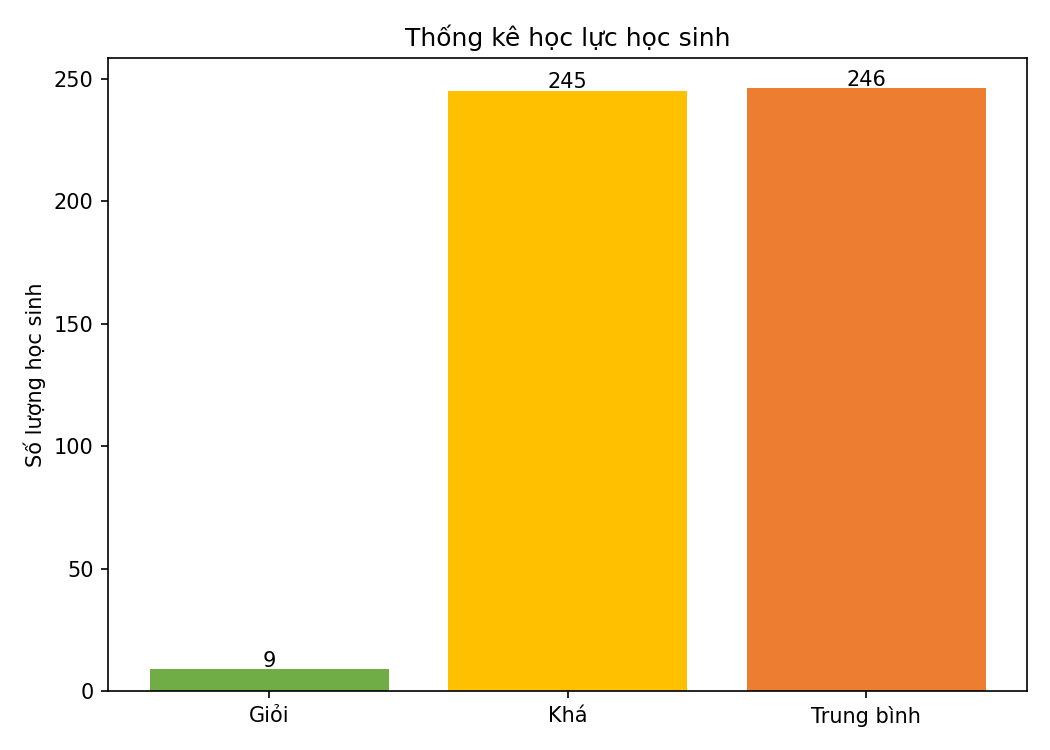 Thống kê học lực học sinh
Số lượng học sinh
250
200
150
100
50
0
9
245
246
Giỏi
Khá
Trung bình